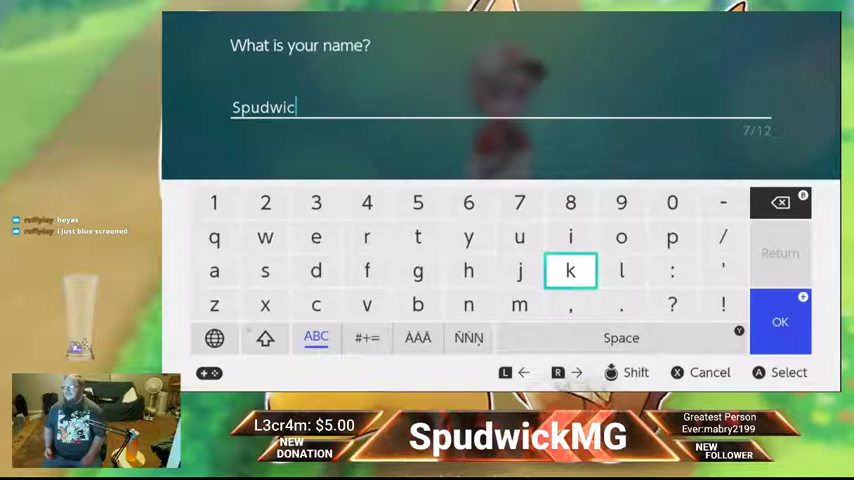 What is your name?
Spudwic
7/12
1 2 3 4 5 6 7 8 9 0 -
q w e r t y u i o p /
Return
a s d f g h j k l : '
z x c v b n m , . ? !
OK
ABC #+= ÀÁÂ ÑŃŅ Space
L ← R → Shift X Cancel A Select
B
+
Y
ruffplay heyas
ruffplay i just blue screened
L3cr4m: $5.00
NEW
DONATION
SpudwickMG
Greatest Person
Ever:mabry2199
NEW
FOLLOWER